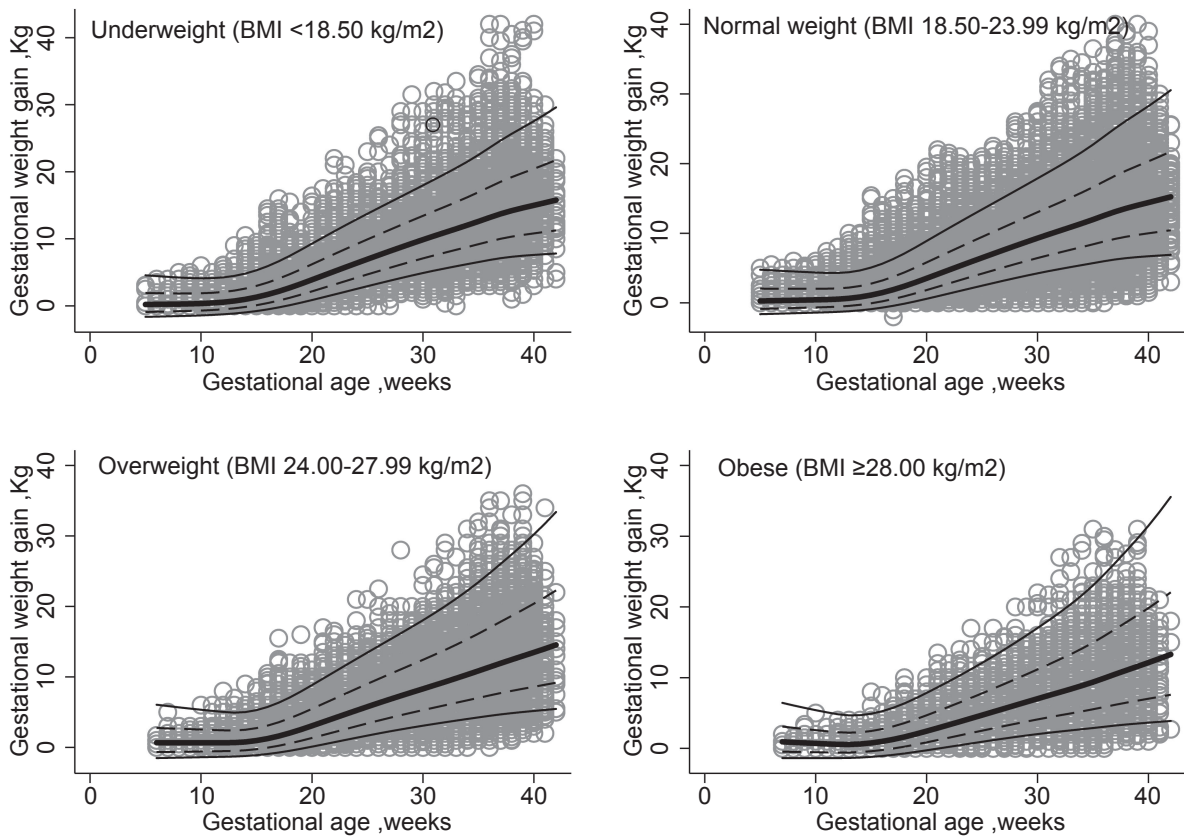 Underweight (BMI <18.50 kg/m2)
Gestational weight gain ,Kg
40
30
20
10
0
0 10 20 30 40
Gestational age ,weeks
Normal weight (BMI 18.50-23.99 kg/m2)
Gestational weight gain ,Kg
40
30
20
10
0
0 10 20 30 40
Gestational age ,weeks
Overweight (BMI 24.00-27.99 kg/m2)
Gestational weight gain ,Kg
40
30
20
10
0
0 10 20 30 40
Gestational age ,weeks
Obese (BMI ≥28.00 kg/m2)
Gestational weight gain ,Kg
40
30
20
10
0
0 10 20 30 40
Gestational age ,weeks